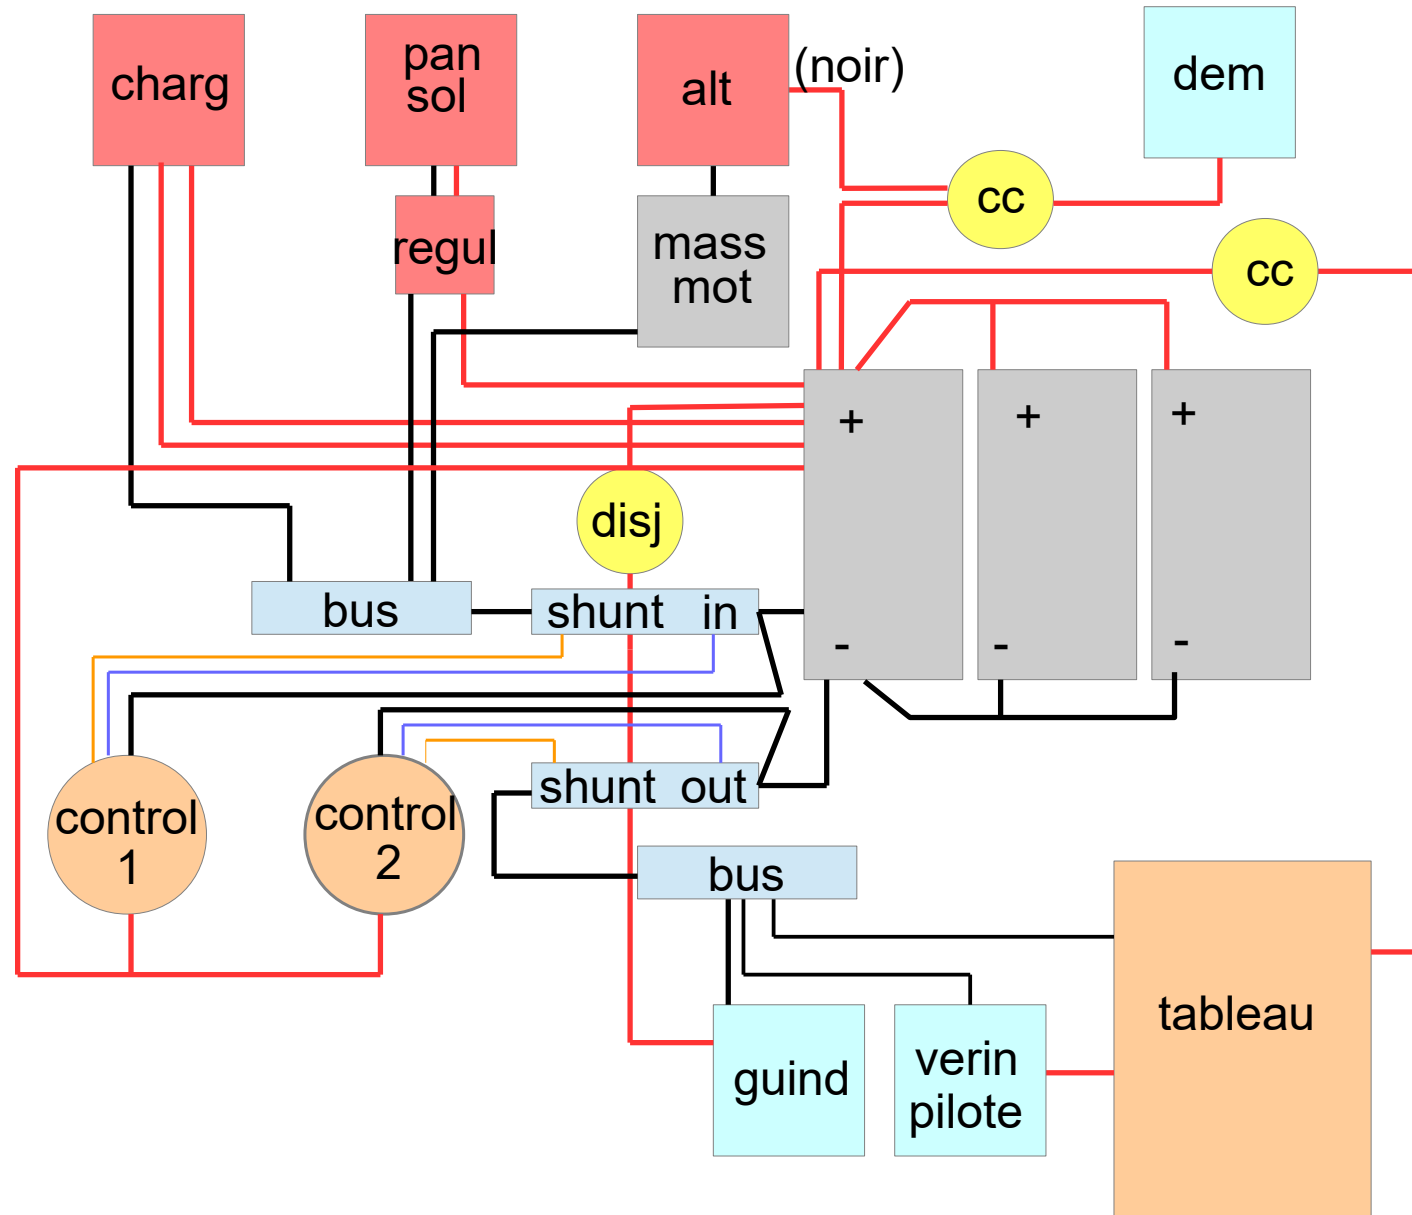 charg
pan
sol
alt
(noir)
dem
cc
regul
mass
mot
cc
+
+
+
disj
bus
shunt in
-
-
-
control
1
control
2
shunt out
bus
tableau
guind
verin
pilote